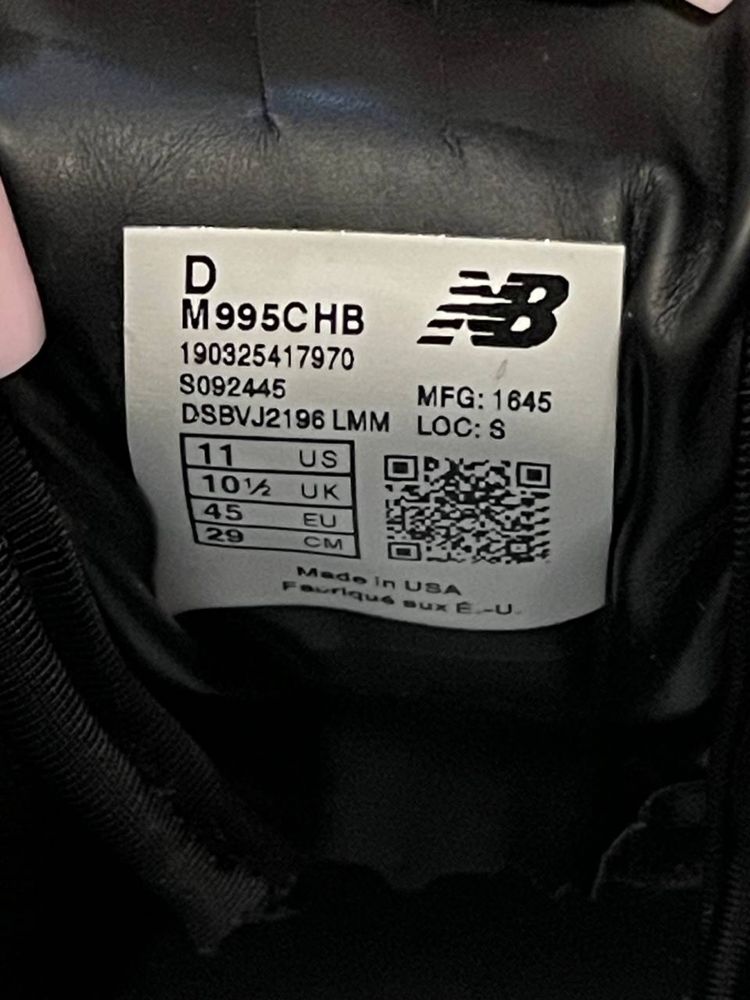 D
M995CHB
NB
190325417970
S092445
DSBVJ2196 LMM
MFG: 1645
LOC: S
11 US
10½ UK
45 EU
29 CM
Made in USA
Fabriqué aux É.-U.